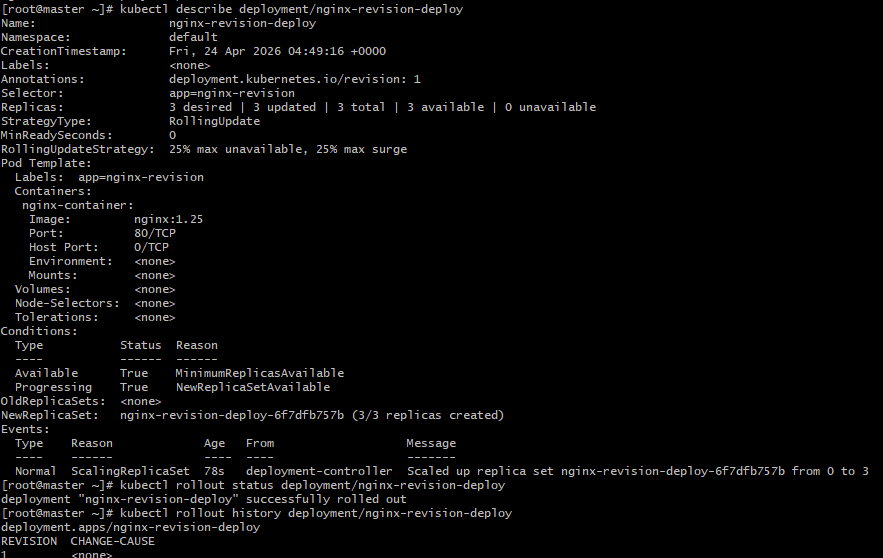 [root@master ~]# kubectl describe deployment/nginx-revision-deploy
Name:                   nginx-revision-deploy
Namespace:              default
CreationTimestamp:      Fri, 24 Apr 2026 04:49:16 +0000
Labels:                 <none>
Annotations:            deployment.kubernetes.io/revision: 1
Selector:               app=nginx-revision
Replicas:               3 desired | 3 updated | 3 total | 3 available | 0 unavailable
StrategyType:           RollingUpdate
MinReadySeconds:        0
RollingUpdateStrategy:  25% max unavailable, 25% max surge
Pod Template:
  Labels:  app=nginx-revision
  Containers:
   nginx-container:
    Image:         nginx:1.25
    Port:          80/TCP
    Host Port:     0/TCP
    Environment:   <none>
    Mounts:        <none>
  Volumes:         <none>
  Node-Selectors:  <none>
  Tolerations:     <none>
Conditions:
  Type           Status  Reason
  ----           ------  ------
  Available      True    MinimumReplicasAvailable
  Progressing    True    NewReplicaSetAvailable
OldReplicaSets:  <none>
NewReplicaSet:   nginx-revision-deploy-6f7dfb757b (3/3 replicas created)
Events:
  Type    Reason             Age   From                   Message
  ----    ------             ----  ----                   -------
  Normal  ScalingReplicaSet  78s   deployment-controller  Scaled up replica set nginx-revision-deploy-6f7dfb757b from 0 to 3
[root@master ~]# kubectl rollout status deployment/nginx-revision-deploy
deployment "nginx-revision-deploy" successfully rolled out
[root@master ~]# kubectl rollout history deployment/nginx-revision-deploy
deployment.apps/nginx-revision-deploy
REVISION  CHANGE-CAUSE
1         <none>